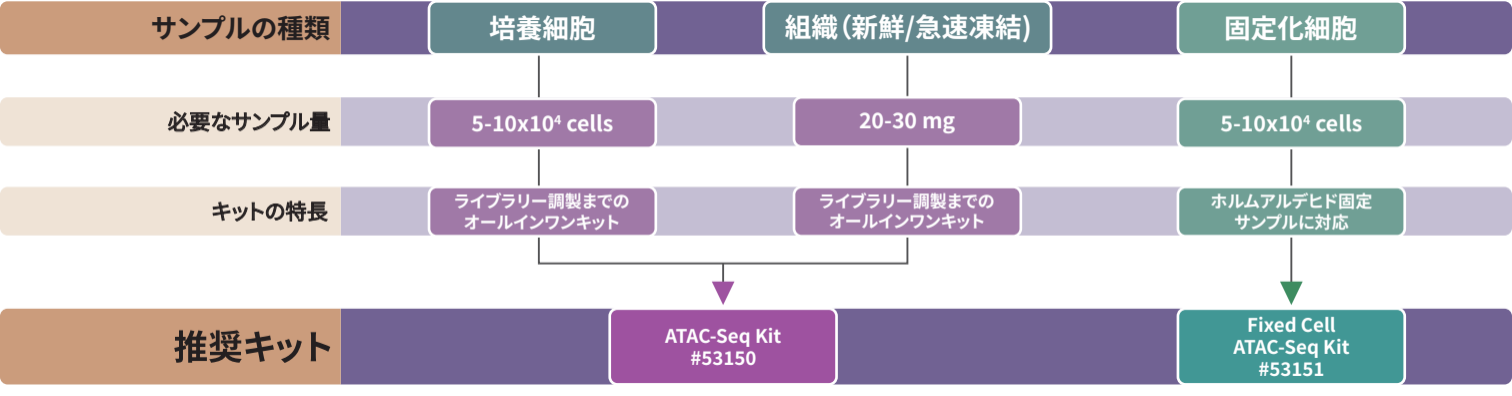 サンプルの種類
培養細胞
組織（新鮮/急速凍結)
固定化細胞
必要なサンプル量
5-10x10⁴ cells
20-30 mg
5-10x10⁴ cells
キットの特長
ライブラリー調製までの
オールインワンキット
ライブラリー調製までの
オールインワンキット
ホルムアルデヒド固定
サンプルに対応
推奨キット
ATAC-Seq Kit
#53150
Fixed Cell
ATAC-Seq Kit
#53151